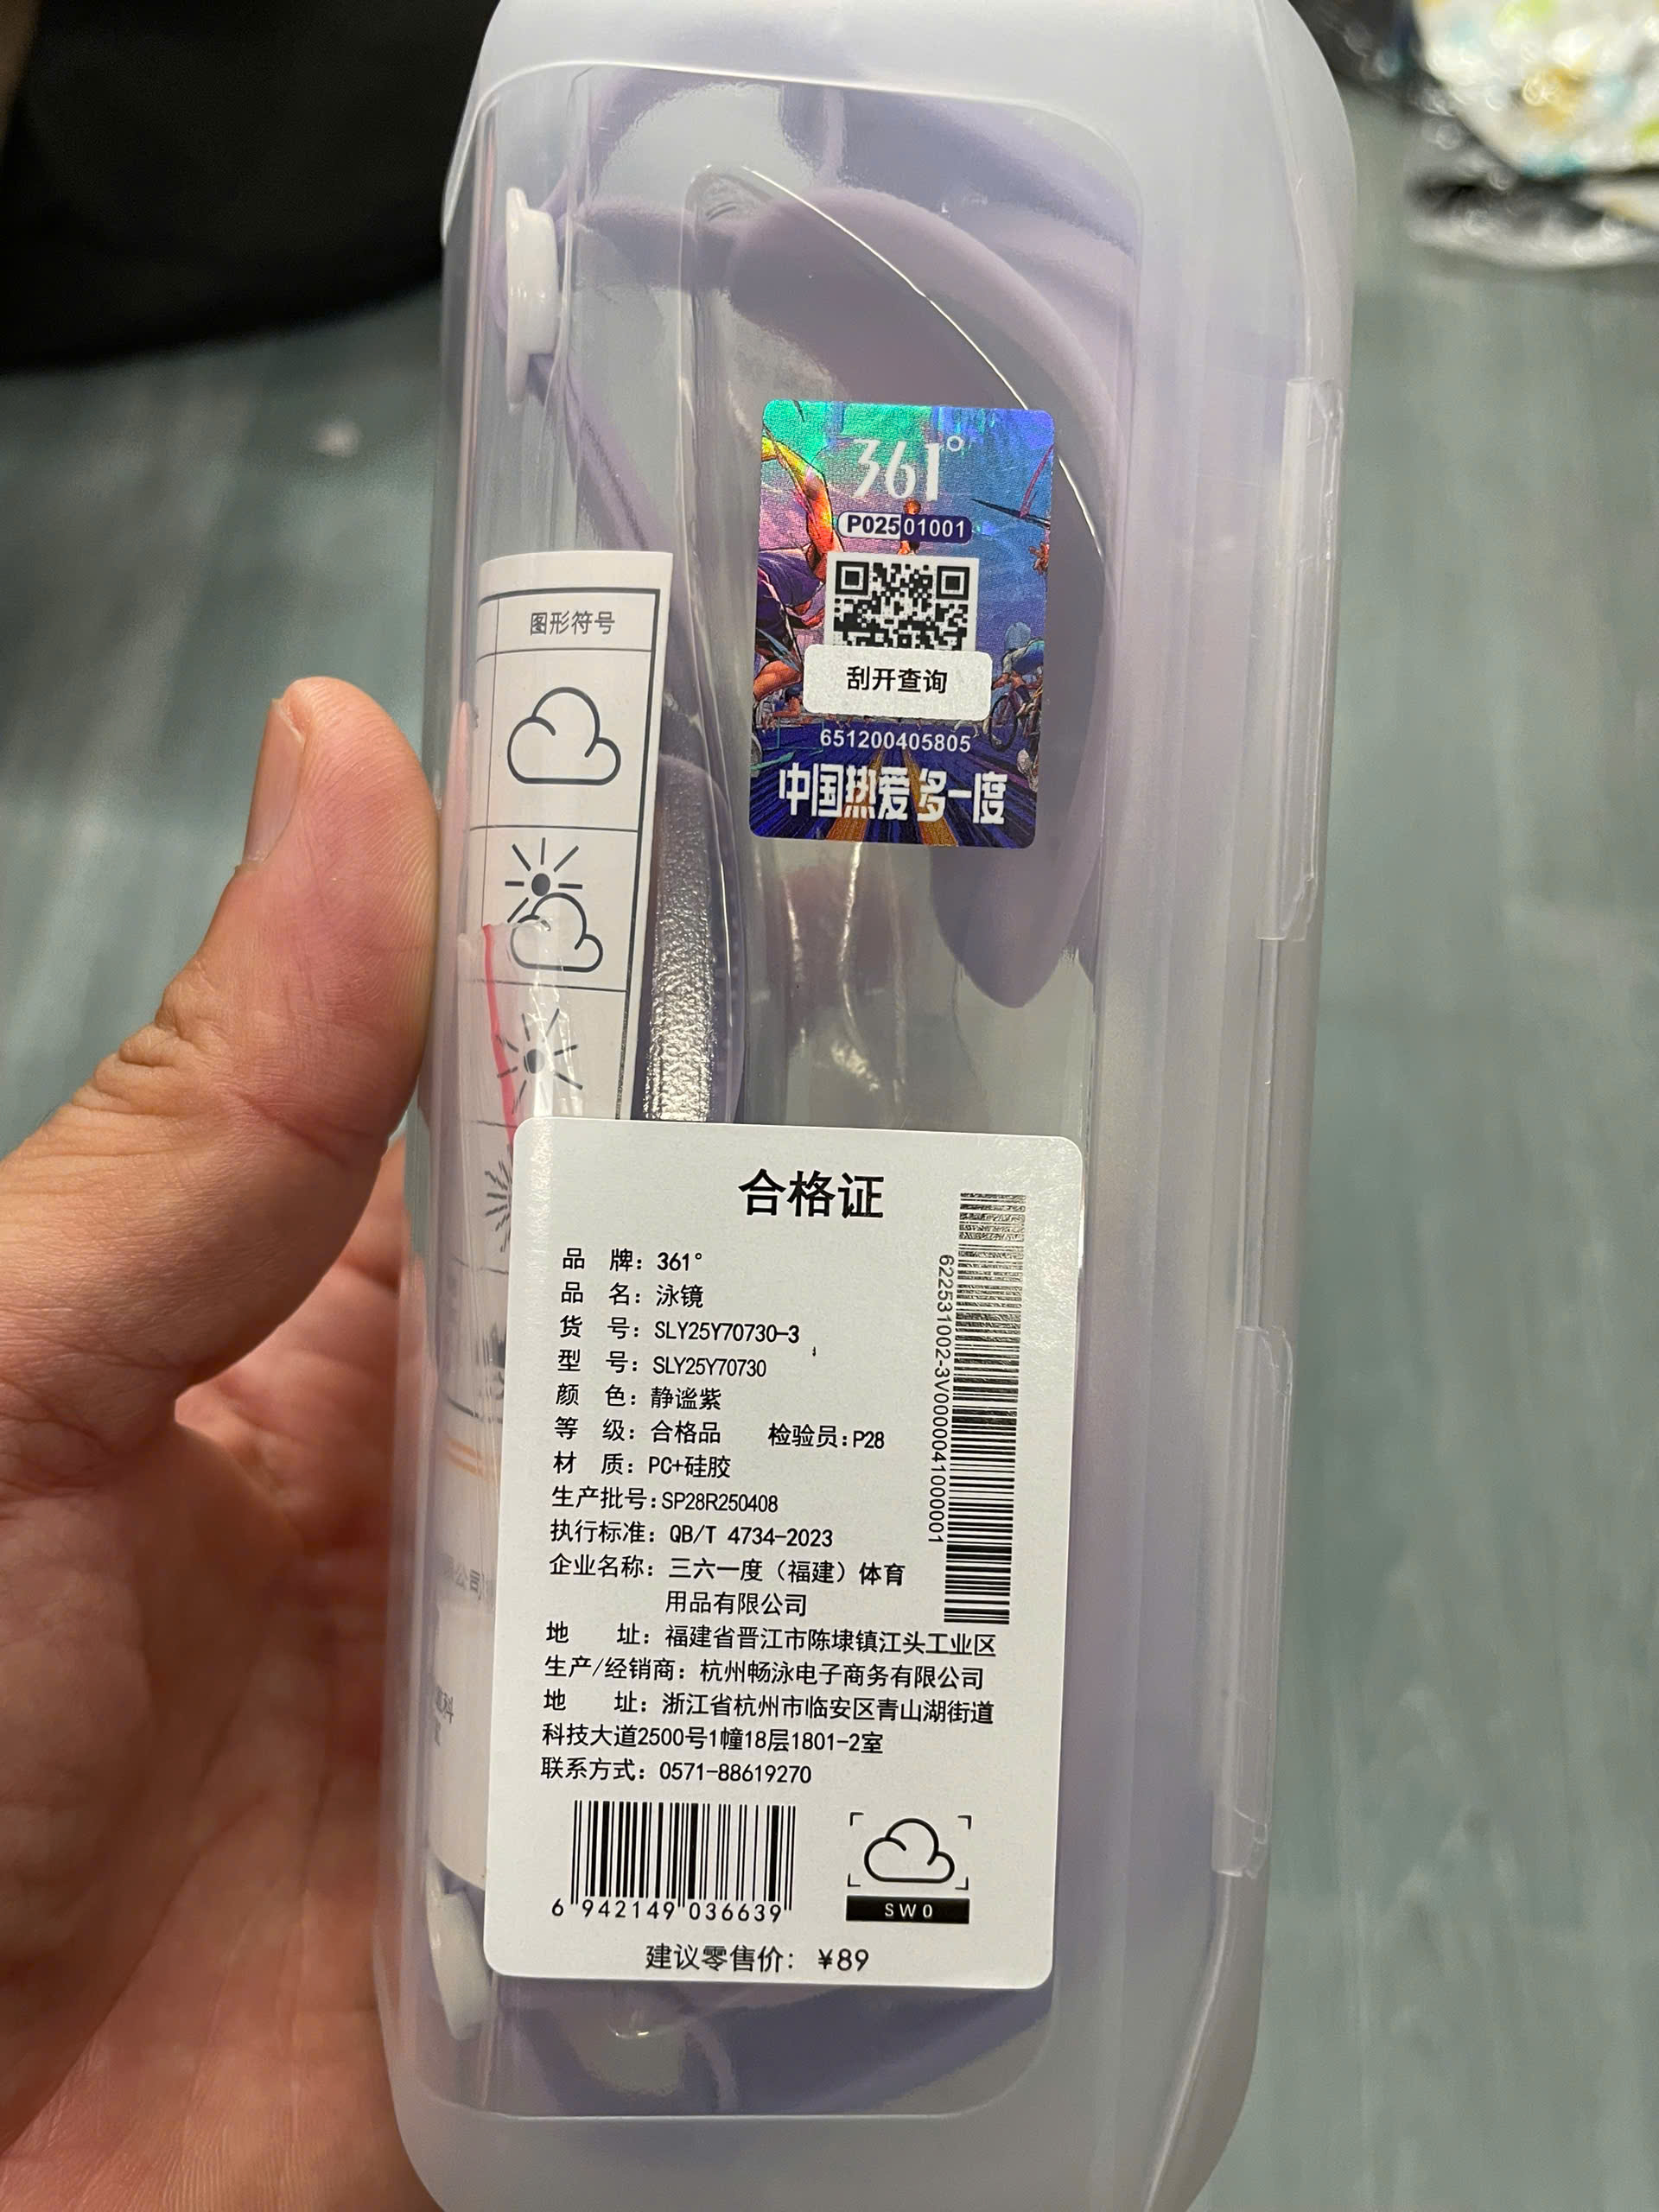 361°
P02501001
刮开查询
651200405805
中国热爱多一度
图形符号
合格证
品 牌：361°
品 名：泳镜
货 号：SLY25Y70730-3
型 号：SLY25Y70730
颜 色：静谧紫
等 级：合格品 检验员：P28
材 质：PC+硅胶
生产批号：SP28R250408
执行标准：QB/T 4734-2023
企业名称：三六一度（福建）体育
用品有限公司
地 址：福建省晋江市陈埭镇江头工业区
生产/经销商：杭州畅泳电子商务有限公司
地 址：浙江省杭州市临安区青山湖街道
科技大道2500号1幢18层1801-2室
联系方式：0571-88619270
622531002-3V000004100000001
6 942149 036639
SW0
建议零售价：¥89
公司